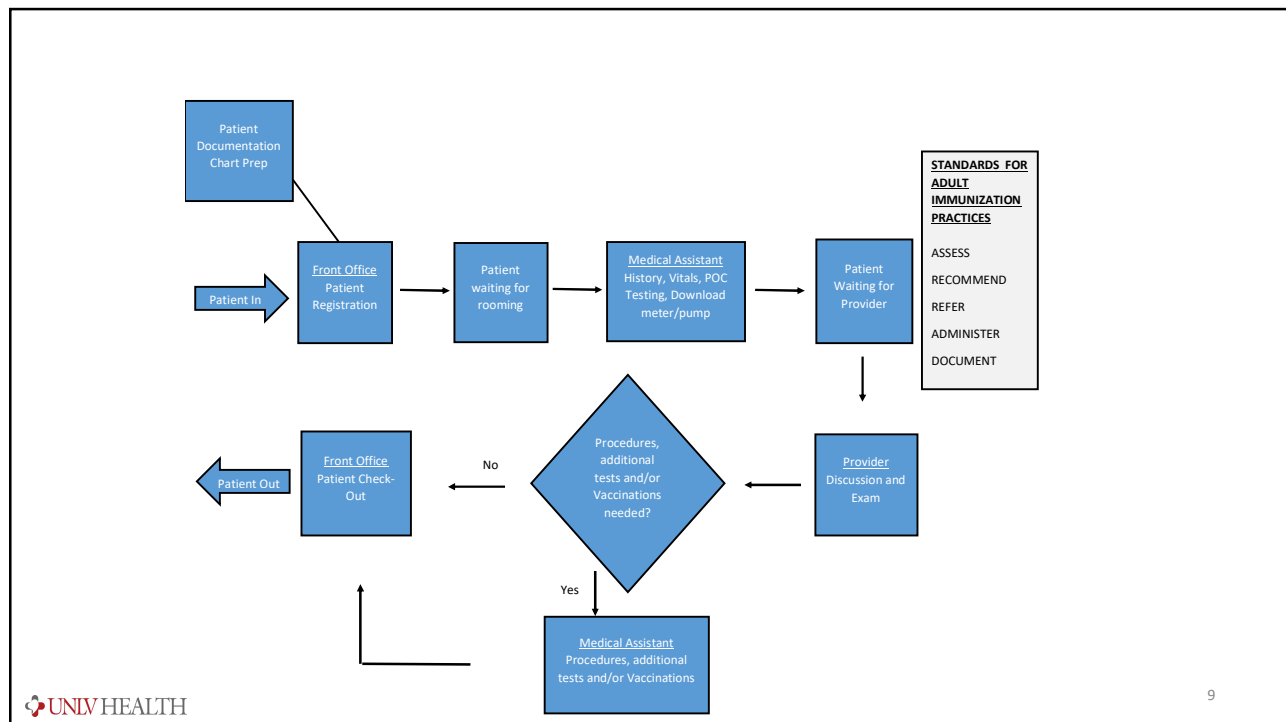 Patient
Documentation
Chart Prep
STANDARDS FOR
ADULT
IMMUNIZATION
PRACTICES
ASSESS
RECOMMEND
REFER
ADMINISTER
DOCUMENT
Patient In
Front Office
Patient
Registration
Patient
waiting for
rooming
Medical Assistant
History, Vitals, POC
Testing, Download
meter/pump
Patient
Waiting for
Provider
Provider
Discussion and
Exam
Procedures,
additional
tests and/or
Vaccinations
needed?
No
Front Office
Patient Check-
Out
Patient Out
Yes
Medical Assistant
Procedures, additional
tests and/or Vaccinations
UNLV HEALTH
9